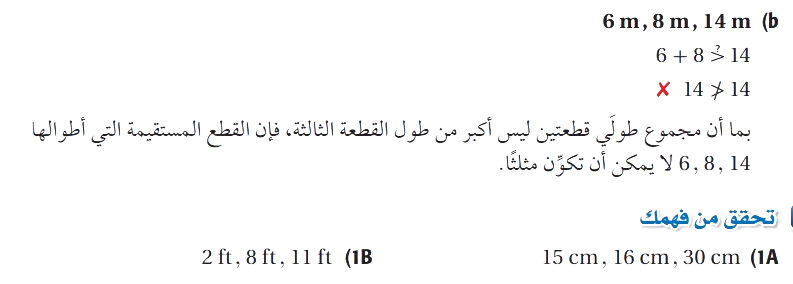 (b 6 m, 8 m, 14 m
6 + 8 >? 14
✗ 14 ≯ 14
بما أن مجموع طولَي قطعتين ليس أكبر من طول القطعة الثالثة، فإن القطع المستقيمة التي أطوالها
6, 8, 14 لا يمكن أن تكوِّن مثلثًا.
تحقق من فهمك
(1A 15 cm, 16 cm, 30 cm (1B 2 ft, 8 ft, 11 ft